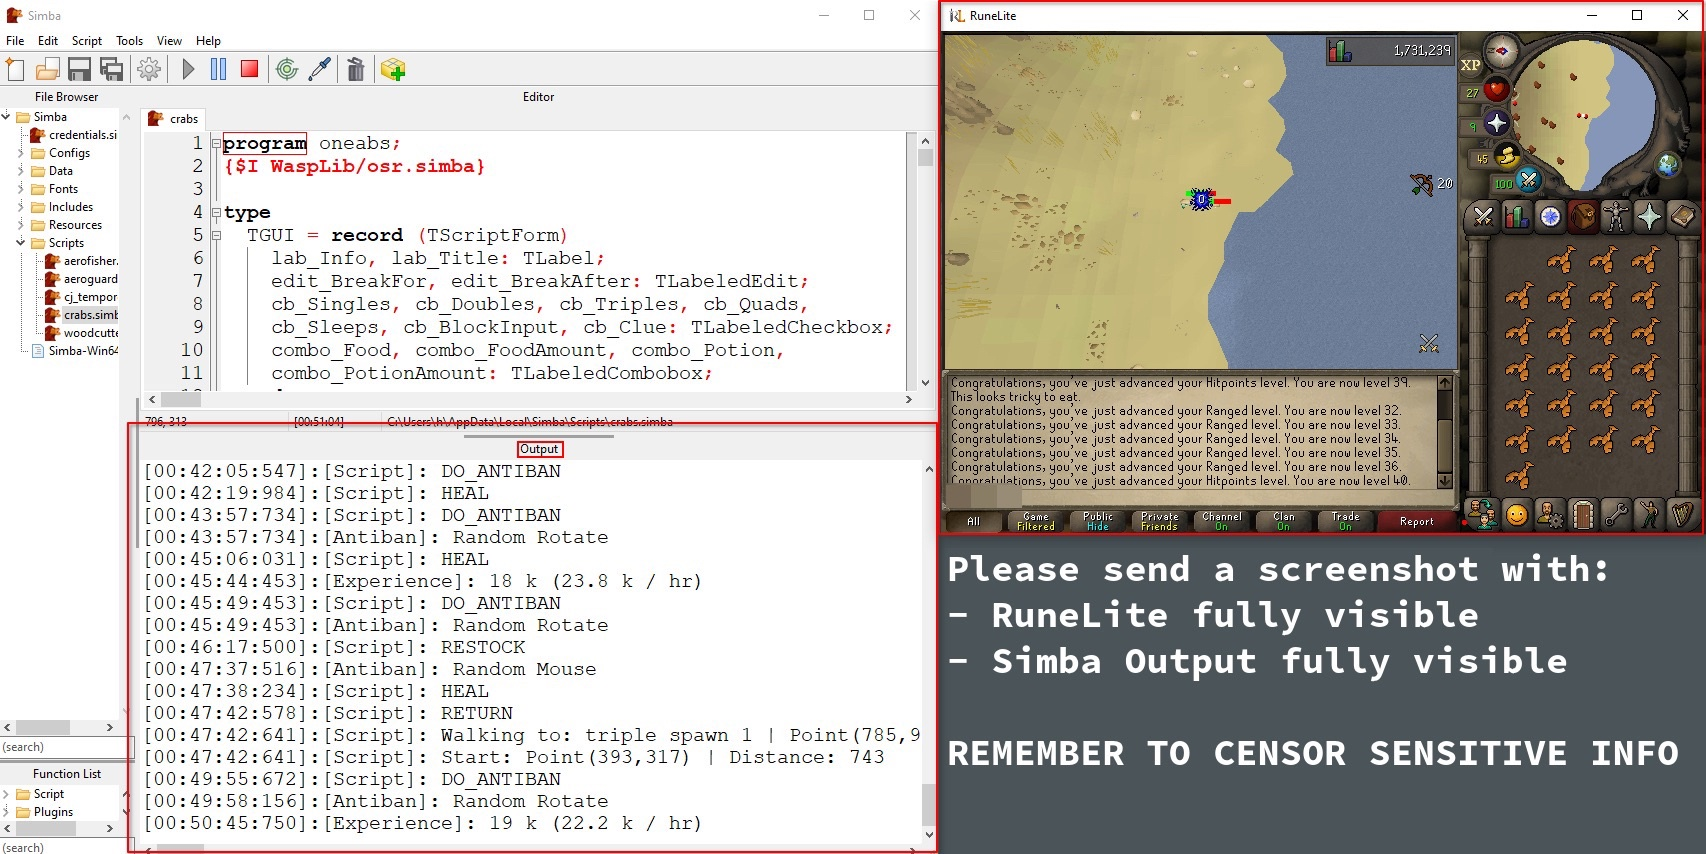 Simba
File Edit Script Tools View Help
File Browser
Simba
credentials.si
Configs
Data
Fonts
Includes
Resources
Scripts
aerofisher.
aeroguard
cj_tempor
crabs.simb
woodcutte
Simba-Win64
(search)
Function List
Script
Plugins
(search)
Editor
crabs
1 program oneabs;
2 {$I WaspLib/osr.simba}
3
4 type
5 TGUI = record (TScriptForm)
6 lab_Info, lab_Title: TLabel;
7 edit_BreakFor, edit_BreakAfter: TLabeledEdit;
8 cb_Singles, cb_Doubles, cb_Triples, cb_Quads,
9 cb_Sleeps, cb_BlockInput, cb_Clue: TLabeledCheckbox;
10 combo_Food, combo_FoodAmount, combo_Potion,
11 combo_PotionAmount: TLabeledCombobox;
796, 313 [00:51:04] C:\Users\h\AppData\Local\Simba\Scripts\crabs.simba
Output
[00:42:05:547]:[Script]: DO_ANTIBAN
[00:42:19:984]:[Script]: HEAL
[00:43:57:734]:[Script]: DO_ANTIBAN
[00:43:57:734]:[Antiban]: Random Rotate
[00:45:06:031]:[Script]: HEAL
[00:45:44:453]:[Experience]: 18 k (23.8 k / hr)
[00:45:49:453]:[Script]: DO_ANTIBAN
[00:45:49:453]:[Antiban]: Random Rotate
[00:46:17:500]:[Script]: RESTOCK
[00:47:37:516]:[Antiban]: Random Mouse
[00:47:38:234]:[Script]: HEAL
[00:47:42:578]:[Script]: RETURN
[00:47:42:641]:[Script]: Walking to: triple spawn 1 | Point(785,9
[00:47:42:641]:[Script]: Start: Point(393,317) | Distance: 743
[00:49:55:672]:[Script]: DO_ANTIBAN
[00:49:58:156]:[Antiban]: Random Rotate
[00:50:45:750]:[Experience]: 19 k (22.2 k / hr)
RuneLite
1,731,239
XP
27
9
45
100
20
0
Congratulations, you've just advanced your Hitpoints level. You are now level 39.
This looks tricky to eat.
Congratulations, you've just advanced your Ranged level. You are now level 32.
Congratulations, you've just advanced your Ranged level. You are now level 33.
Congratulations, you've just advanced your Ranged level. You are now level 34.
Congratulations, you've just advanced your Ranged level. You are now level 35.
Congratulations, you've just advanced your Ranged level. You are now level 36.
Congratulations, you've just advanced your Hitpoints level. You are now level 40.
All Game Public Private Channel Clan Trade Report
Filtered Hide Friends On On On
Please send a screenshot with:
- RuneLite fully visible
- Simba Output fully visible
REMEMBER TO CENSOR SENSITIVE INFO